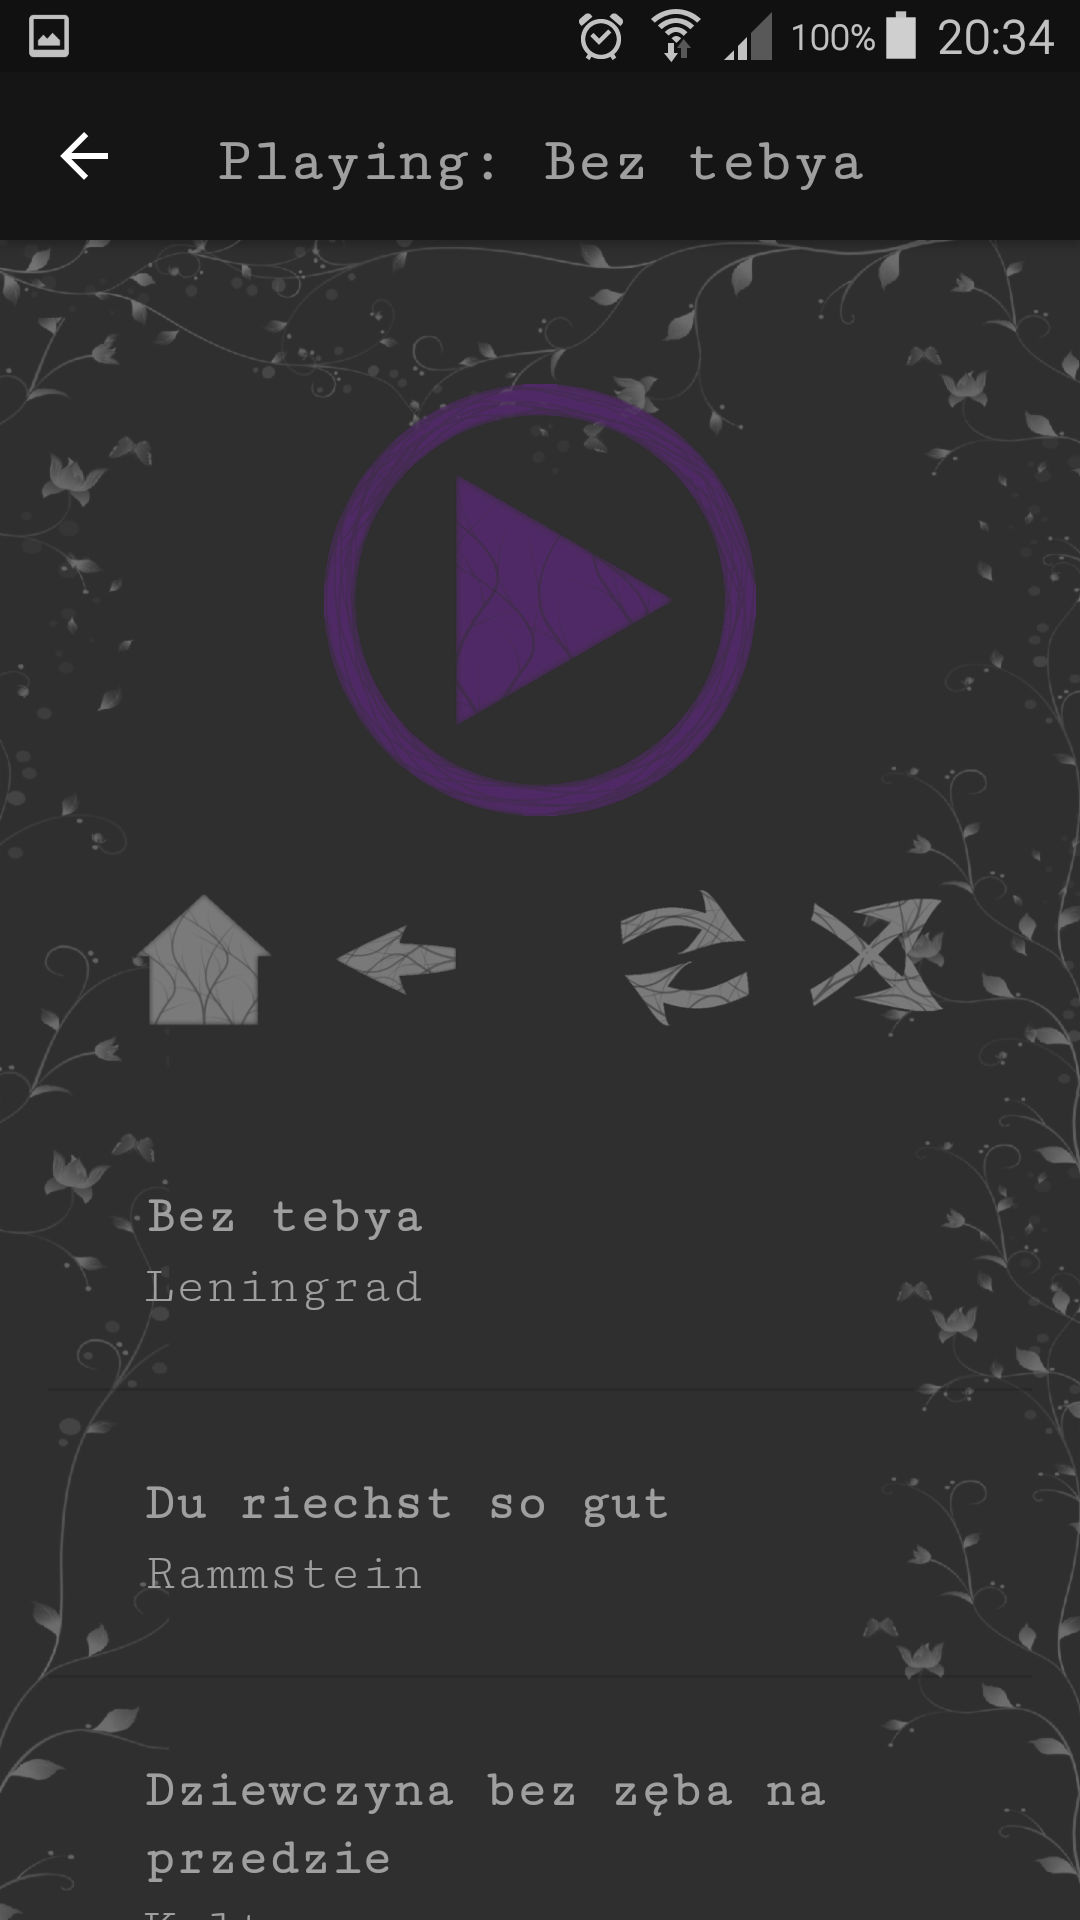 100% 20:34
Playing: Bez tebya
Bez tebya
Leningrad
Du riechst so gut
Rammstein
Dziewczyna bez zęba na
przedzie